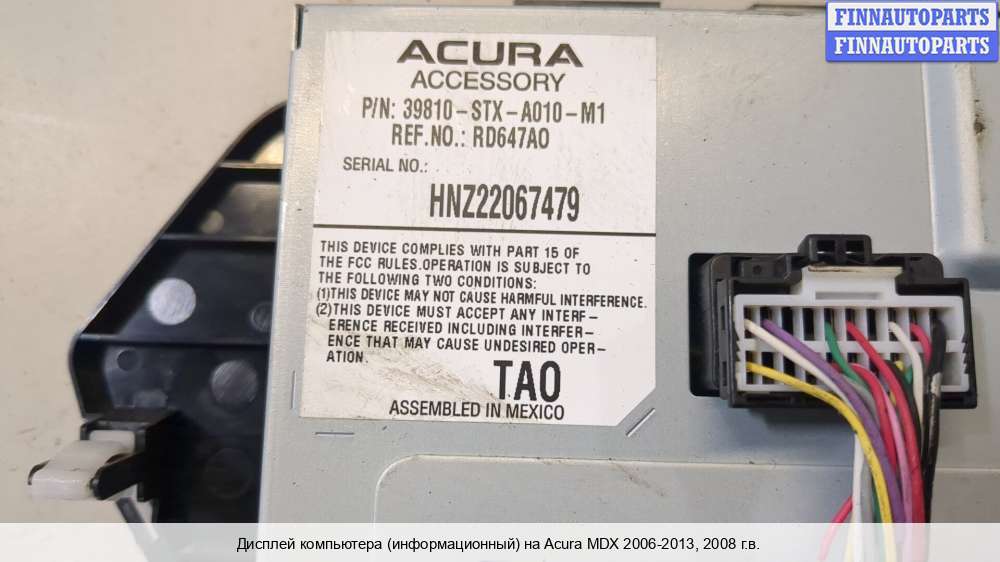 FINNAUTOPARTS
FINNAUTOPARTS
ACURA
ACCESSORY
P/N: 39810-STX-A010-M1
REF.NO.: RD647A0
SERIAL NO.:
HNZ22067479
THIS DEVICE COMPLIES WITH PART 15 OF
THE FCC RULES.OPERATION IS SUBJECT TO
THE FOLLOWING TWO CONDITIONS:
(1)THIS DEVICE MAY NOT CAUSE HARMFUL INTERFERENCE.
(2)THIS DEVICE MUST ACCEPT ANY INTERF-
ERENCE RECEIVED INCLUDING INTERFER-
ENCE THAT MAY CAUSE UNDESIRED OPER-
ATION.
TA0
ASSEMBLED IN MEXICO
Дисплей компьютера (информационный) на Acura MDX 2006-2013, 2008 г.в.